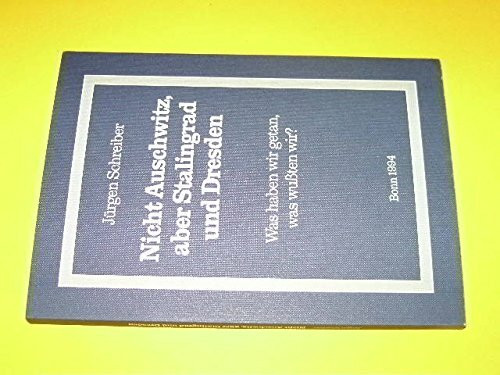 Jürgen Schreiber
Nicht Auschwitz,
aber Stalingrad
und Dresden
Was haben wir getan,
was wußten wir?
Bonn 1994